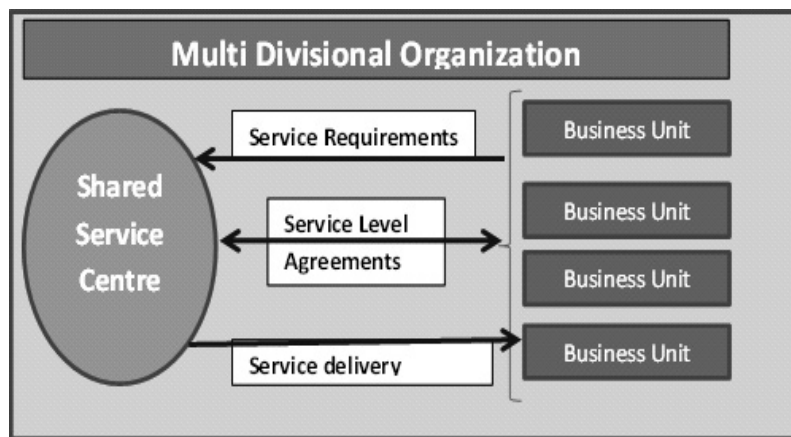 Multi Divisional Organization
Shared
Service
Centre
Service Requirements
Service Level
Agreements
Service delivery
Business Unit
Business Unit
Business Unit
Business Unit